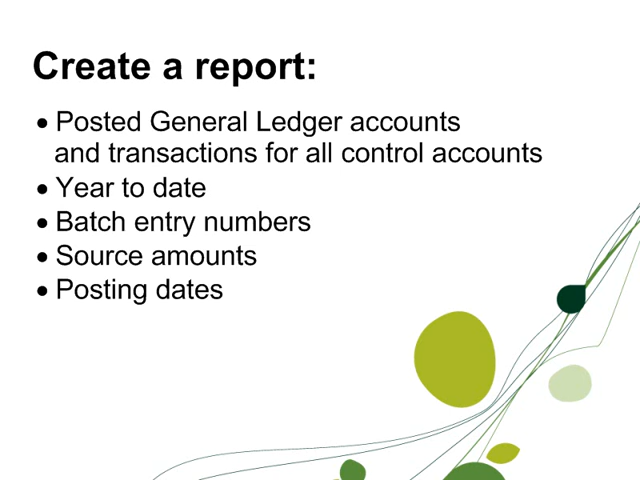 Create a report:
• Posted General Ledger accounts
and transactions for all control accounts
• Year to date
• Batch entry numbers
• Source amounts
• Posting dates